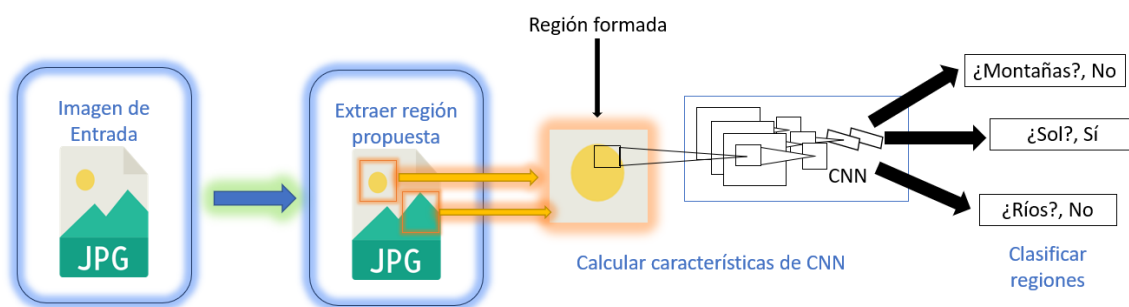 Región formada
Imagen de
Entrada
JPG
Extraer región
propuesta
JPG
CNN
Calcular características de CNN
¿Montañas?, No
¿Sol?, Sí
¿Ríos?, No
Clasificar
regiones